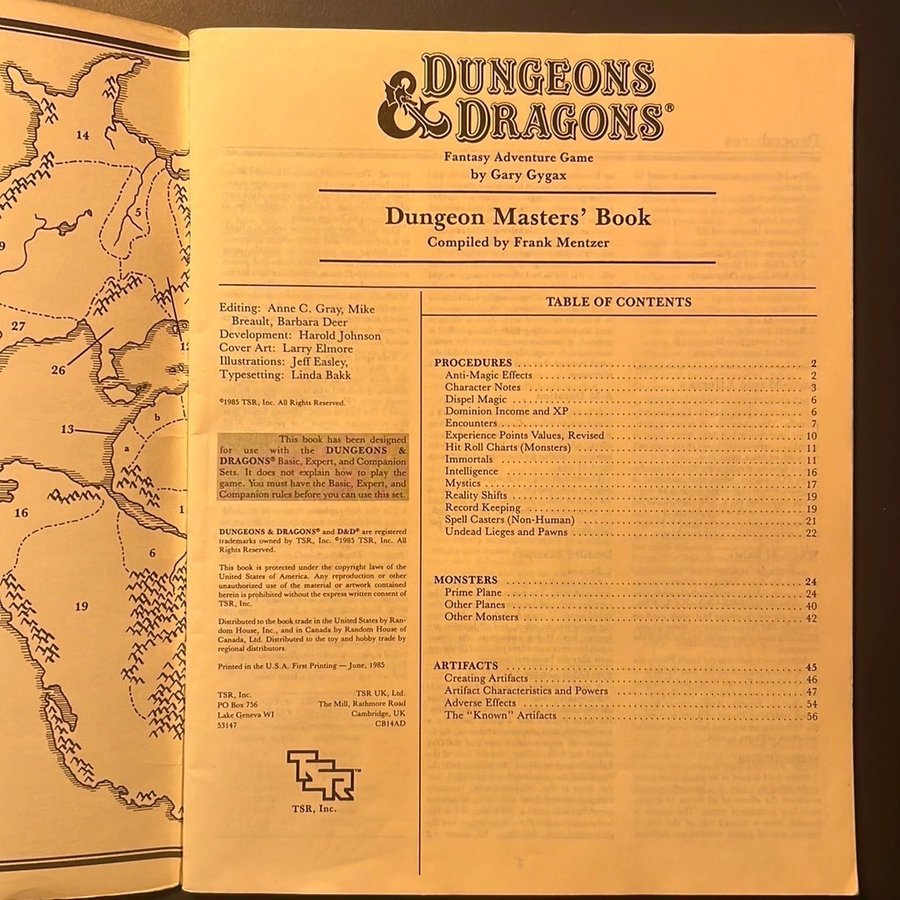 14
5
9
27
26
12
13
b
a
16
1
6
19
DUNGEONS
& DRAGONS®
Fantasy Adventure Game
by Gary Gygax
Dungeon Masters' Book
Compiled by Frank Mentzer
Editing: Anne C. Gray, Mike
Breault, Barbara Deer
Development: Harold Johnson
Cover Art: Larry Elmore
Illustrations: Jeff Easley,
Typesetting: Linda Bakk
©1985 TSR, Inc. All Rights Reserved.
This book has been designed
for use with the DUNGEONS &
DRAGONS® Basic, Expert, and Companion
Sets. It does not explain how to play the
game. You must have the Basic, Expert, and
Companion rules before you can use this set.
DUNGEONS & DRAGONS® and D&D® are registered
trademarks owned by TSR, Inc. ©1985 TSR, Inc. All
Rights Reserved.
This book is protected under the copyright laws of the
United States of America. Any reproduction or other
unauthorized use of the material or artwork contained
herein is prohibited without the express written consent of
TSR, Inc.
Distributed to the book trade in the United States by Ran-
dom House, Inc., and in Canada by Random House of
Canada, Ltd. Distributed to the toy and hobby trade by
regional distributors.
Printed in the U.S.A. First Printing — June, 1985
TSR, Inc. TSR UK, Ltd.
PO Box 756 The Mill, Rathmore Road
Lake Geneva WI Cambridge, UK
53147 CB14AD
TSR™
TSR, Inc.
TABLE OF CONTENTS
PROCEDURES 2
Anti-Magic Effects 2
Character Notes 3
Dispel Magic 6
Dominion Income and XP 6
Encounters 7
Experience Points Values, Revised 10
Hit Roll Charts (Monsters) 11
Immortals 11
Intelligence 16
Mystics 17
Reality Shifts 19
Record Keeping 19
Spell Casters (Non-Human) 21
Undead Lieges and Pawns 22
MONSTERS 24
Prime Plane 24
Other Planes 40
Other Monsters 42
ARTIFACTS 45
Creating Artifacts 46
Artifact Characteristics and Powers 47
Adverse Effects 54
The "Known" Artifacts 56